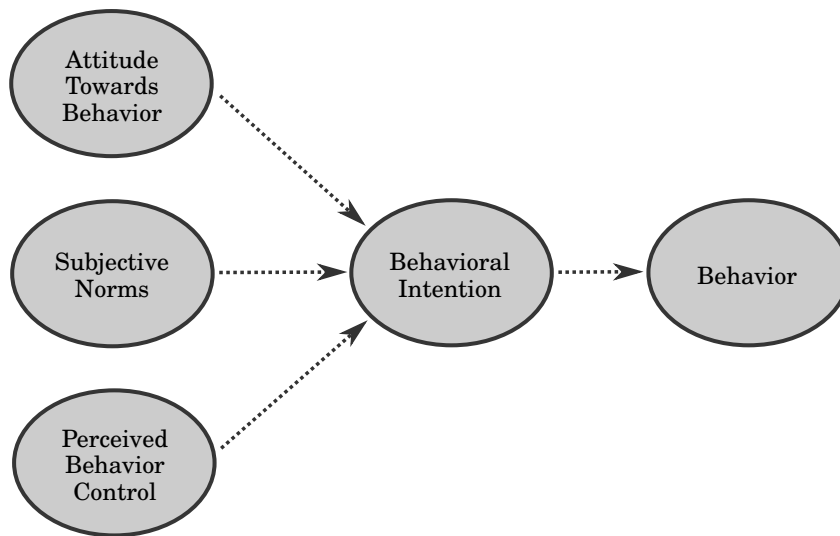 Attitude
Towards
Behavior
Subjective
Norms
Perceived
Behavior
Control
Behavioral
Intention
Behavior